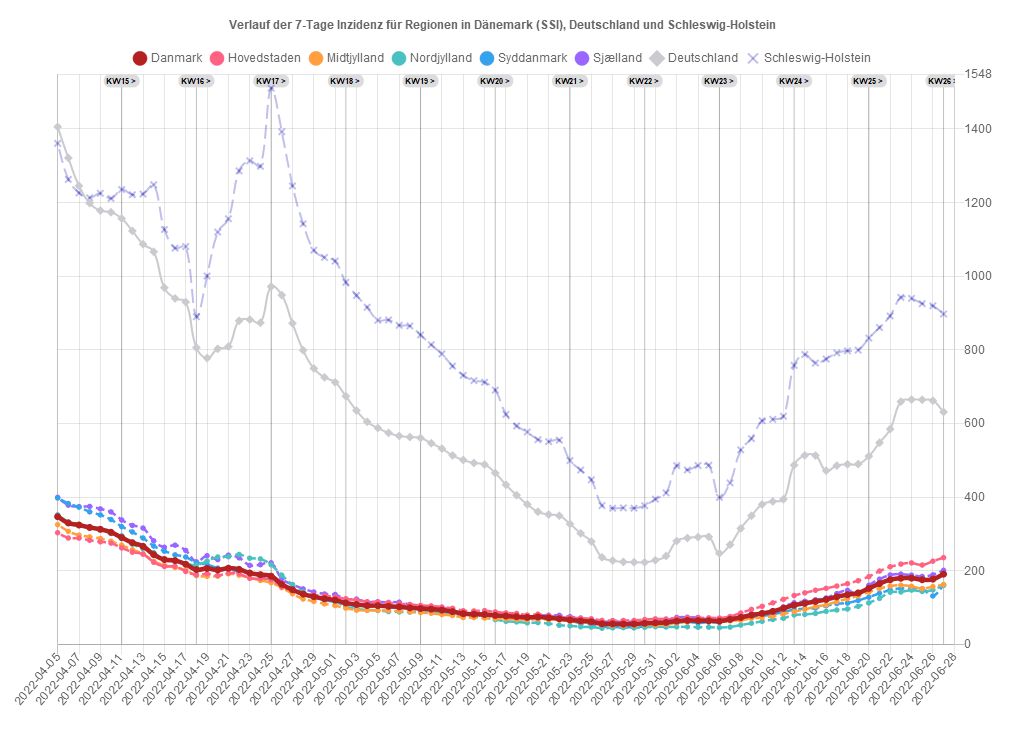 Verlauf der 7-Tage Inzidenz für Regionen in Dänemark (SSI), Deutschland und Schleswig-Holstein
Danmark Hovedstaden Midtjylland Nordjylland Syddanmark Sjælland Deutschland Schleswig-Holstein
KW15 > KW16 > KW17 > KW18 > KW19 > KW20 > KW21 > KW22 > KW23 > KW24 > KW25 > KW26 >
1548
1400
1200
1000
800
600
400
200
0
2022-04-05 2022-04-07 2022-04-09 2022-04-11 2022-04-13 2022-04-15 2022-04-17 2022-04-19 2022-04-21 2022-04-23 2022-04-25 2022-04-27 2022-04-29 2022-05-01 2022-05-03 2022-05-05 2022-05-07 2022-05-09 2022-05-11 2022-05-13 2022-05-15 2022-05-17 2022-05-19 2022-05-21 2022-05-23 2022-05-25 2022-05-27 2022-05-29 2022-05-31 2022-06-02 2022-06-04 2022-06-06 2022-06-08 2022-06-10 2022-06-12 2022-06-14 2022-06-16 2022-06-18 2022-06-20 2022-06-22 2022-06-24 2022-06-26 2022-06-28